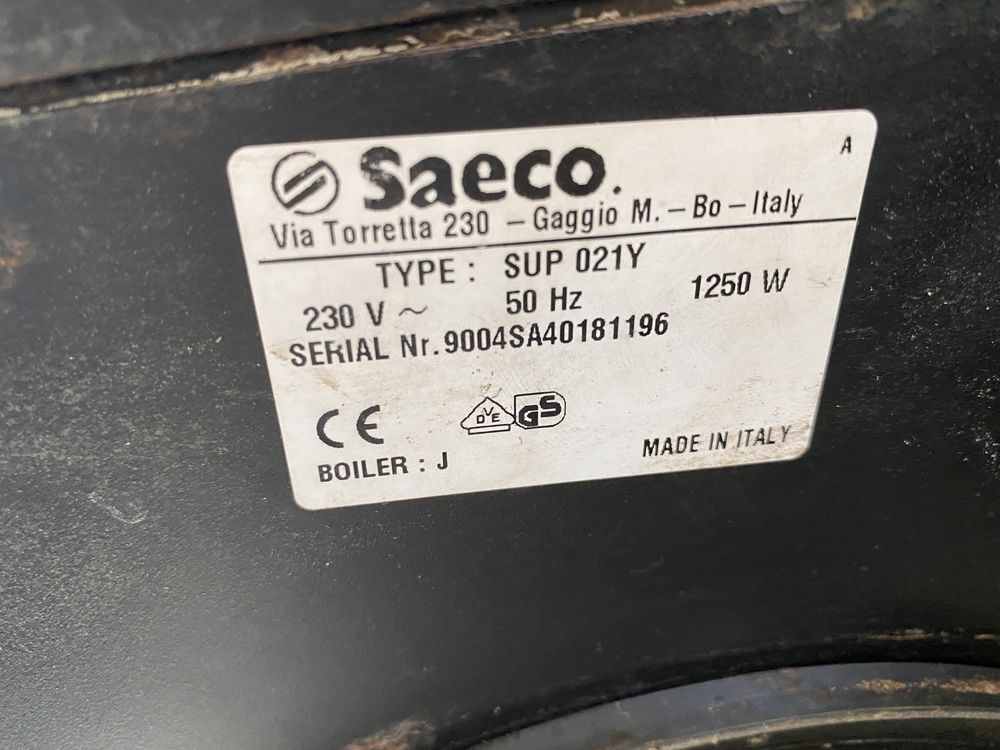 Saeco.
A
Via Torretta 230 – Gaggio M. – Bo – Italy
TYPE : SUP 021Y
230 V ~ 50 Hz 1250 W
SERIAL Nr. 9004SA40181196
CE DVE GS
BOILER : J
MADE IN ITALY